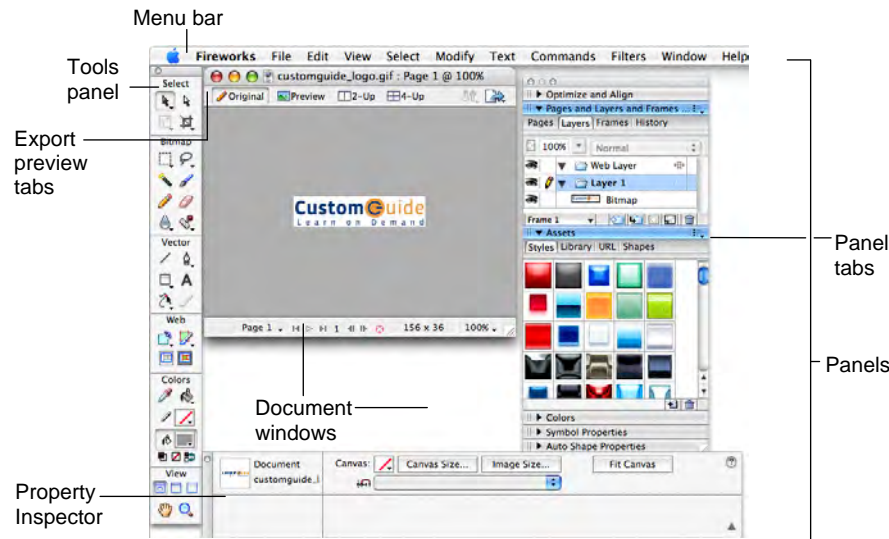 Menu bar
Fireworks File Edit View Select Modify Text Commands Filters Window Help
Tools panel
Select
customguide_logo.gif : Page 1 @ 100%
Original Preview 2-Up 4-Up
Optimize and Align
Pages and Layers and Frames ...
Pages Layers Frames History
Export preview tabs
Bitmap
100% Normal
Web Layer
Layer 1
Bitmap
CustomGuide
Learn on Demand
Frame 1
Assets
Styles Library URL Shapes
Panel tabs
Vector
Web
Page 1 1 156 x 36 100%
Panels
Colors
Document windows
Colors
Symbol Properties
Auto Shape Properties
View
Document
customguide_l
Canvas: Canvas Size... Image Size... Fit Canvas
Property Inspector